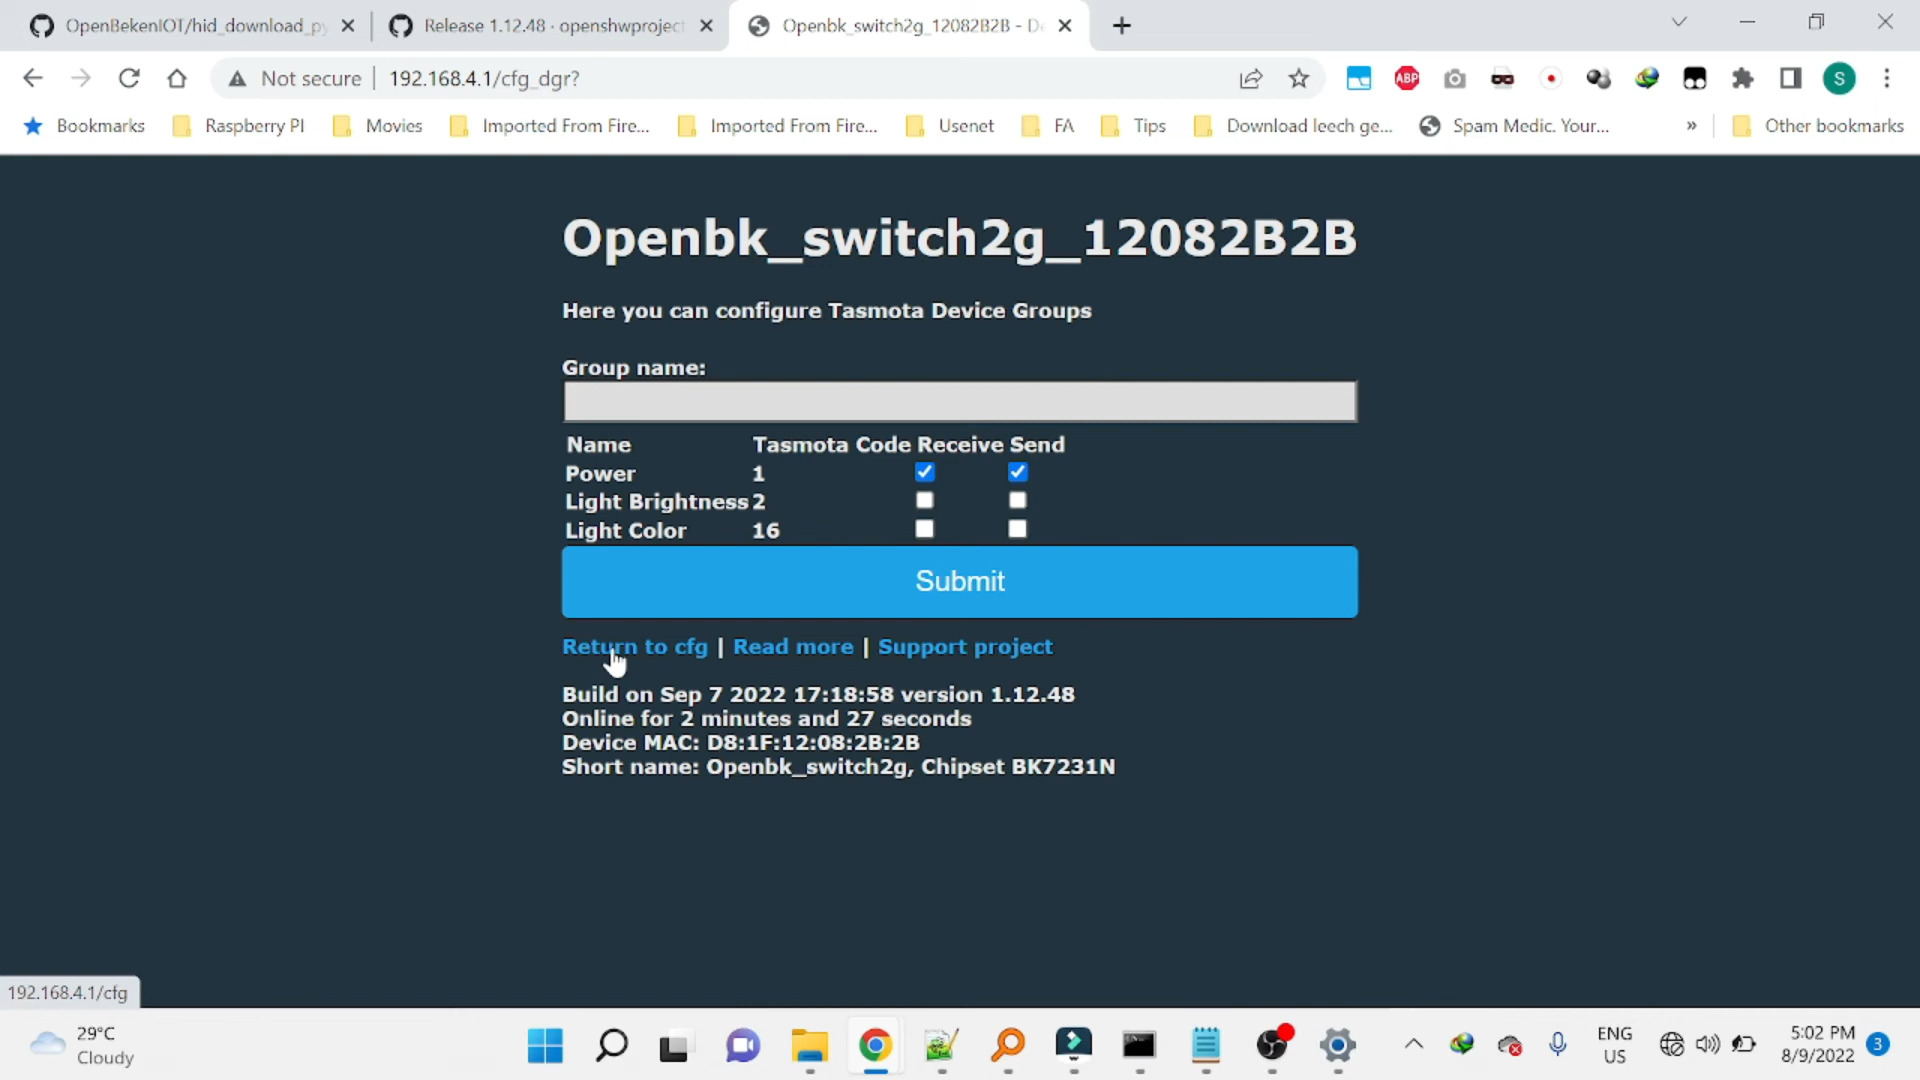 OpenBekenIOT/hid_download_py
Release 1.12.48 · openshwproject
Openbk_switch2g_12082B2B - De
Not secure
192.168.4.1/cfg_dgr?
ABP
S
Bookmarks
Raspberry PI
Movies
Imported From Fire...
Imported From Fire...
Usenet
FA
Tips
Download leech ge...
Spam Medic. Your...
»
Other bookmarks
Openbk_switch2g_12082B2B
Here you can configure Tasmota Device Groups
Group name:
Name Tasmota Code Receive Send
Power 1
Light Brightness 2
Light Color 16
Submit
Return to cfg | Read more | Support project
Build on Sep 7 2022 17:18:58 version 1.12.48
Online for 2 minutes and 27 seconds
Device MAC: D8:1F:12:08:2B:2B
Short name: Openbk_switch2g, Chipset BK7231N
192.168.4.1/cfg
29°C
Cloudy
ENG
US
5:02 PM
8/9/2022
3